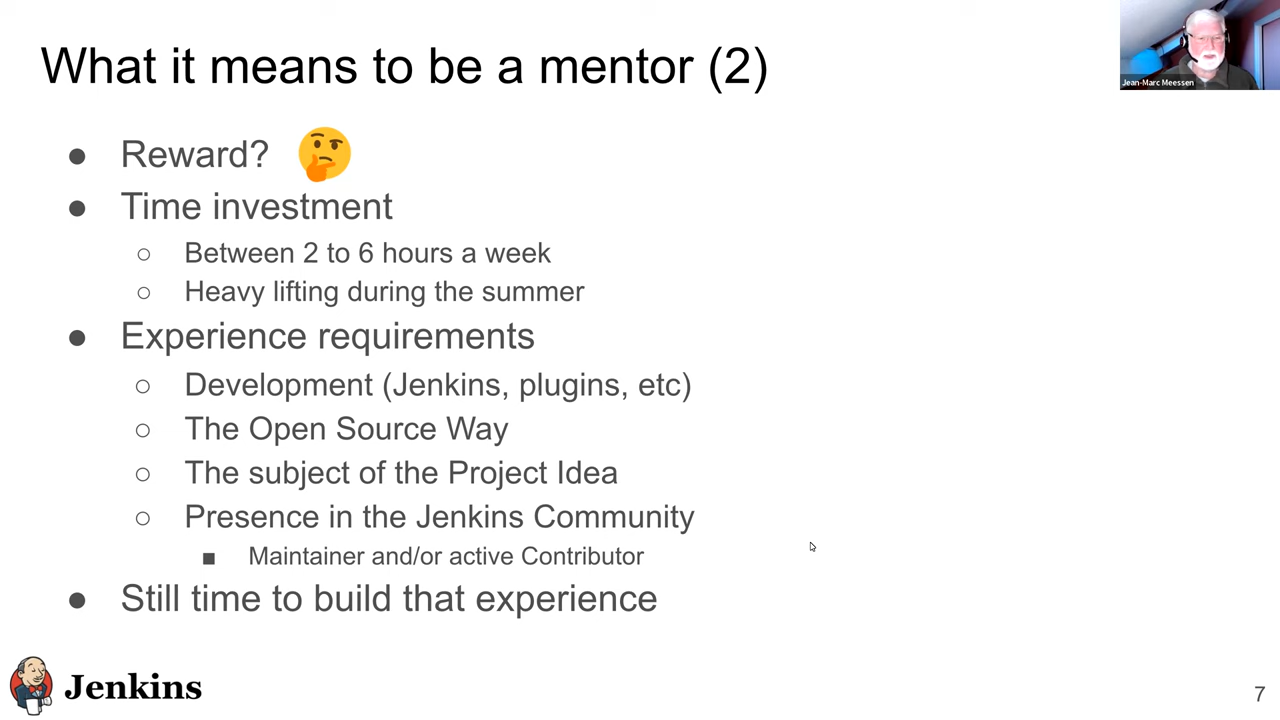 What it means to be a mentor (2)
Jean-Marc Meessen
● Reward?
● Time investment
○ Between 2 to 6 hours a week
○ Heavy lifting during the summer
● Experience requirements
○ Development (Jenkins, plugins, etc)
○ The Open Source Way
○ The subject of the Project Idea
○ Presence in the Jenkins Community
■ Maintainer and/or active Contributor
● Still time to build that experience
Jenkins
7